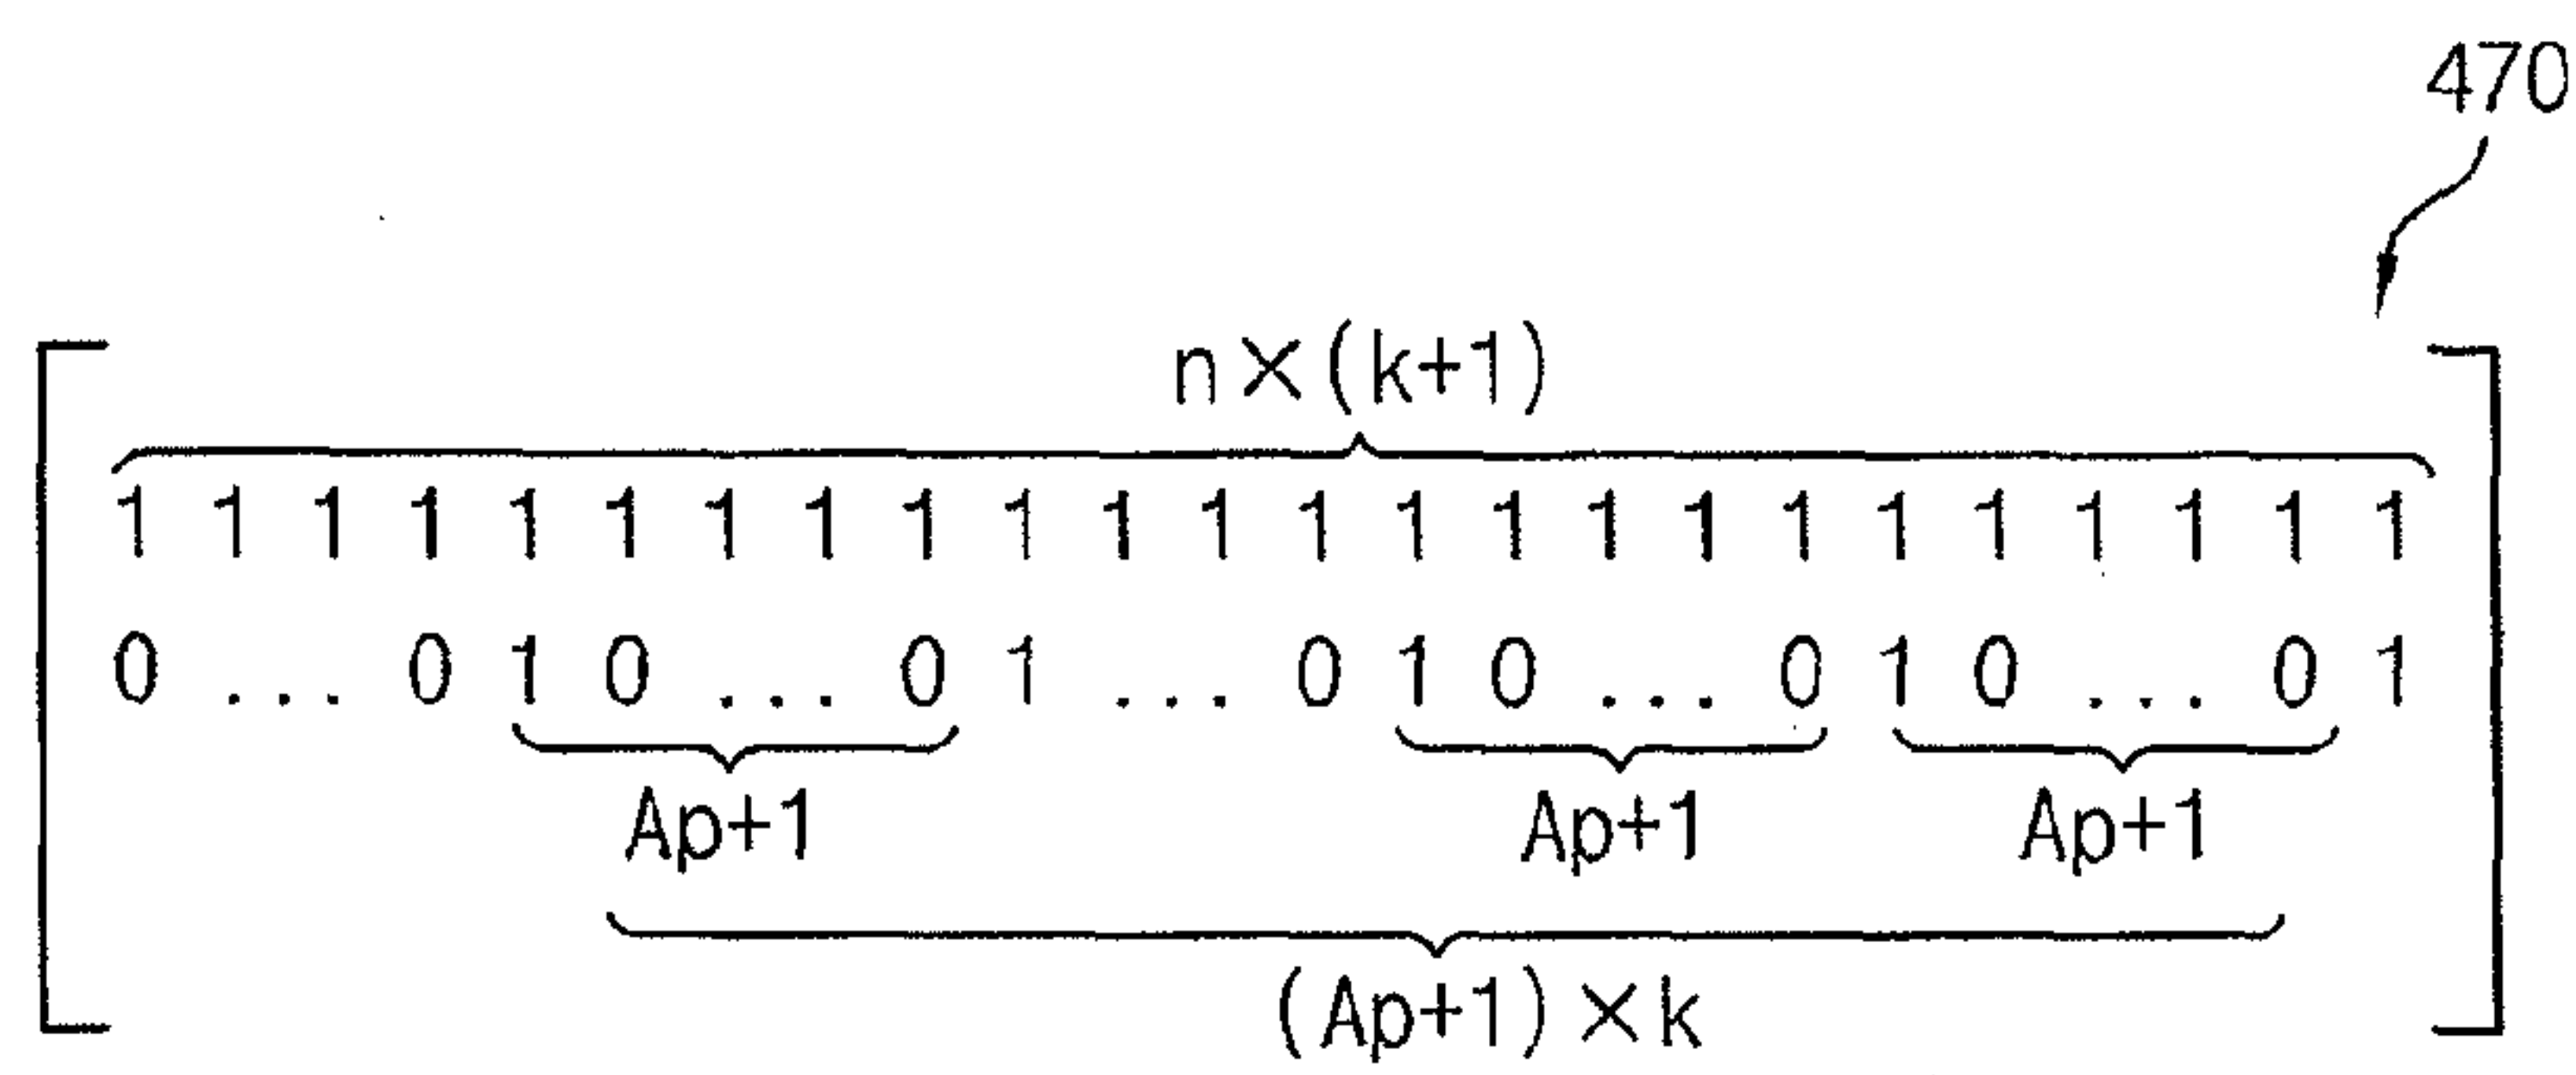 470
n×(k+1)
1 1 1 1 1 1 1 1 1 1 1 1 1 1 1 1 1 1 1 1 1 1 1 1
0 ... 0 1 0 ... 0 1 ... 0 1 0 ... 0 1 0 ... 0 1
Ap+1 Ap+1 Ap+1
(Ap+1)×k